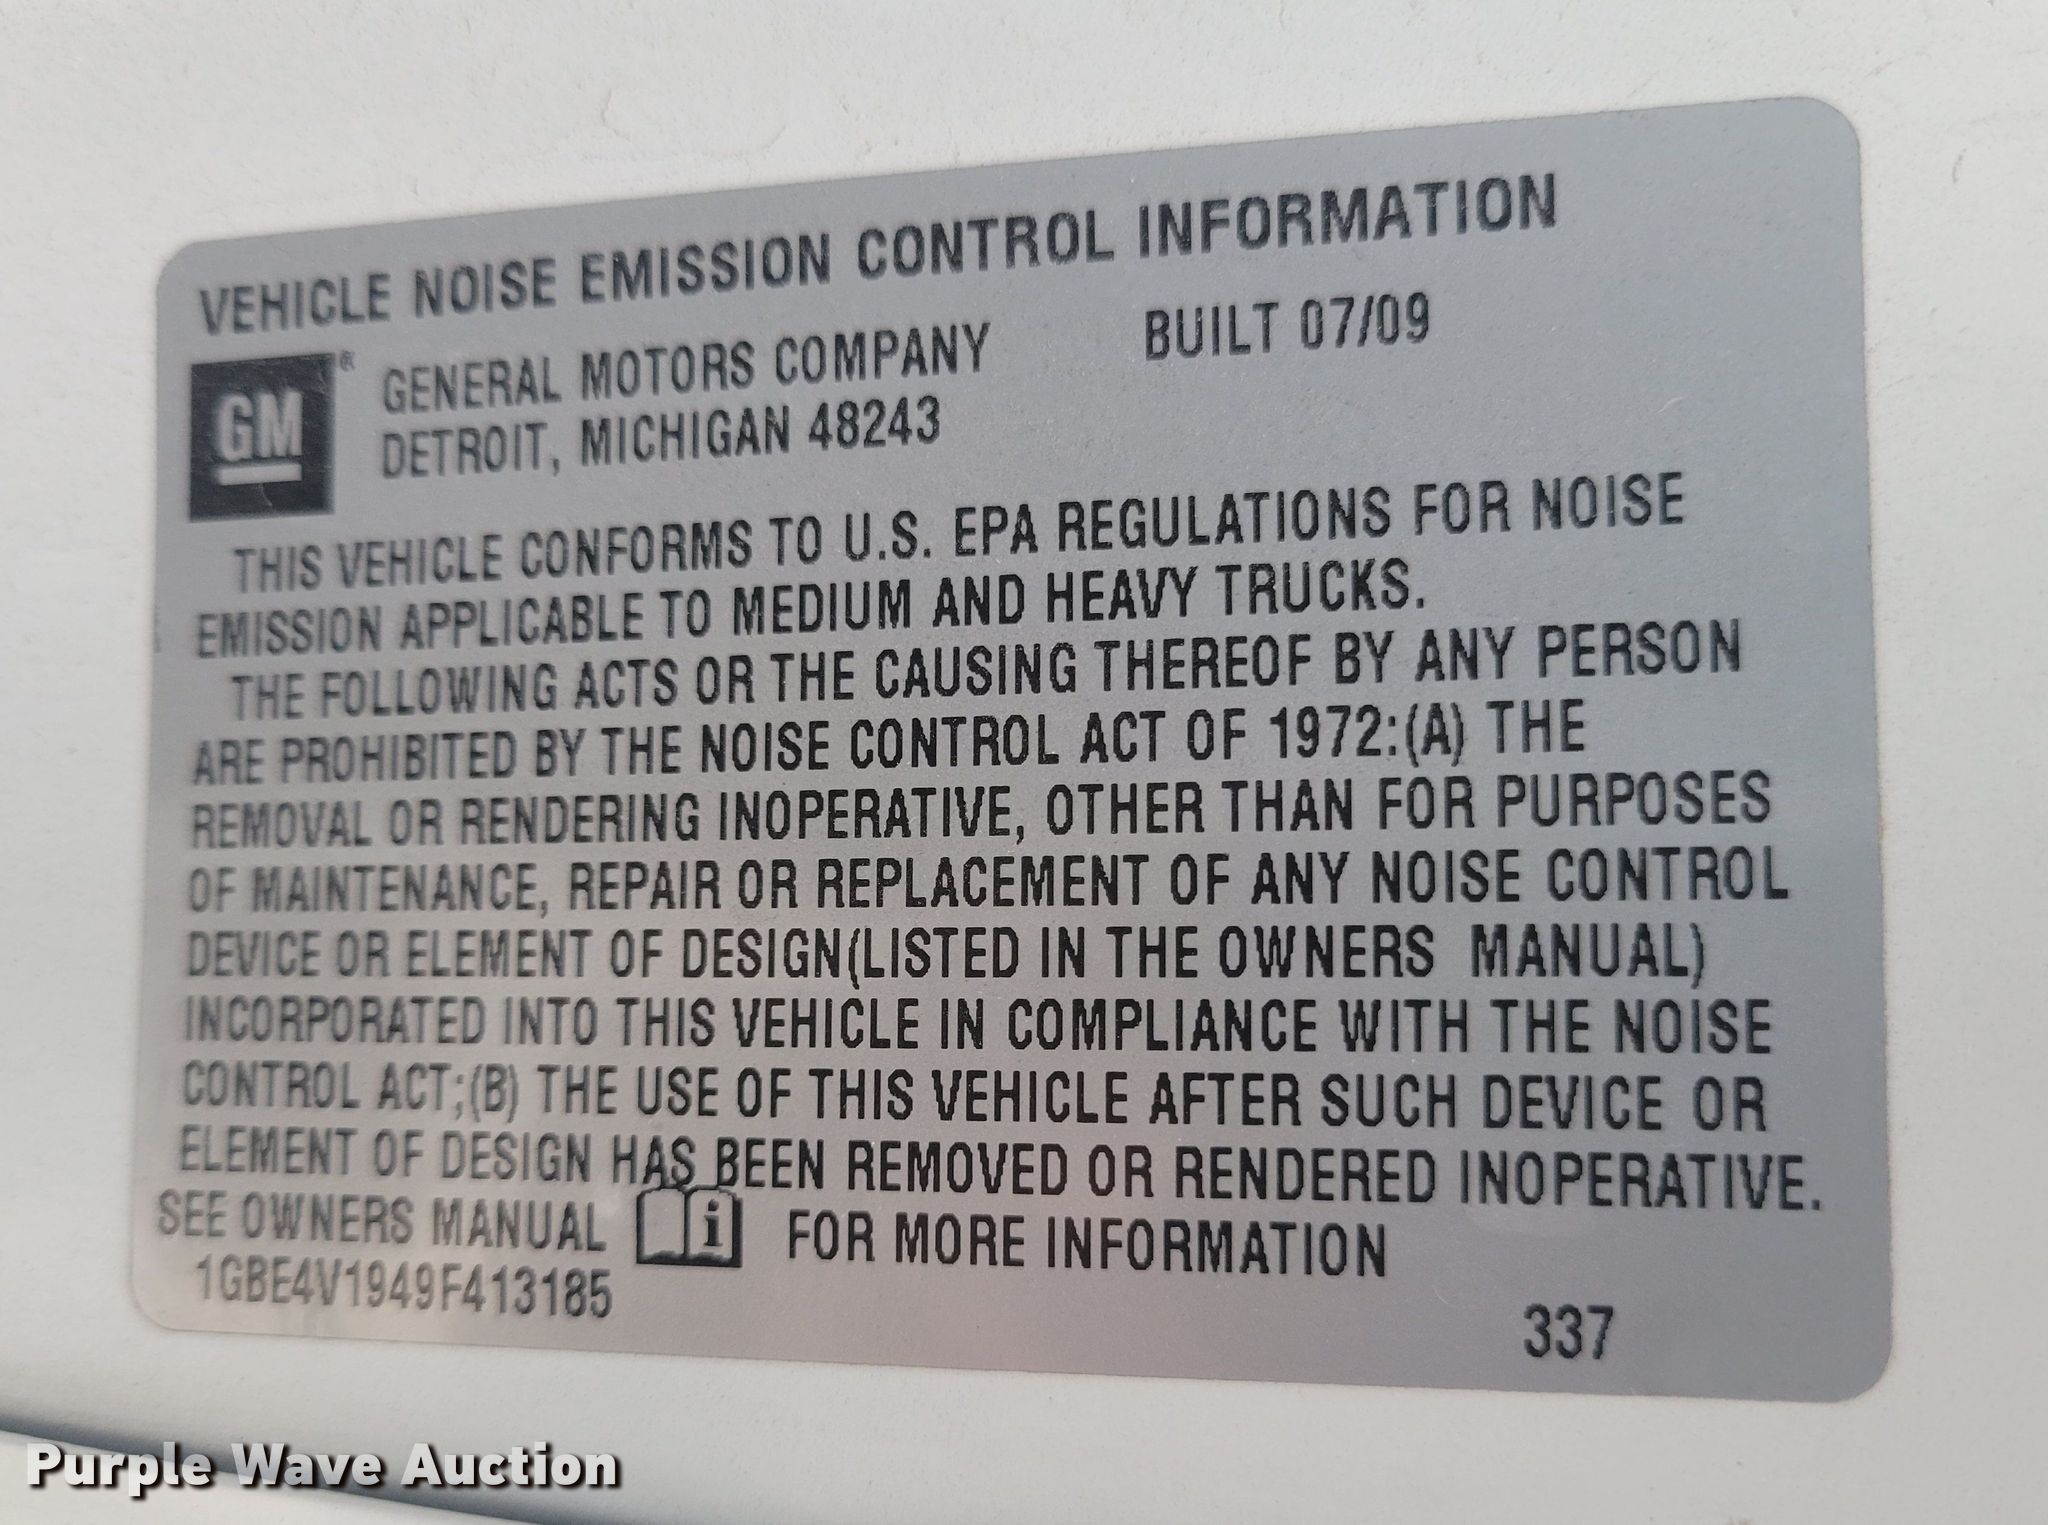 VEHICLE NOISE EMISSION CONTROL INFORMATION
GM® GENERAL MOTORS COMPANY BUILT 07/09
DETROIT, MICHIGAN 48243
THIS VEHICLE CONFORMS TO U.S. EPA REGULATIONS FOR NOISE
EMISSION APPLICABLE TO MEDIUM AND HEAVY TRUCKS.
THE FOLLOWING ACTS OR THE CAUSING THEREOF BY ANY PERSON
ARE PROHIBITED BY THE NOISE CONTROL ACT OF 1972:(A) THE
REMOVAL OR RENDERING INOPERATIVE, OTHER THAN FOR PURPOSES
OF MAINTENANCE, REPAIR OR REPLACEMENT OF ANY NOISE CONTROL
DEVICE OR ELEMENT OF DESIGN(LISTED IN THE OWNERS MANUAL)
INCORPORATED INTO THIS VEHICLE IN COMPLIANCE WITH THE NOISE
CONTROL ACT;(B) THE USE OF THIS VEHICLE AFTER SUCH DEVICE OR
ELEMENT OF DESIGN HAS BEEN REMOVED OR RENDERED INOPERATIVE.
SEE OWNERS MANUAL i FOR MORE INFORMATION
1GBE4V1949F413185
337
Purple Wave Auction